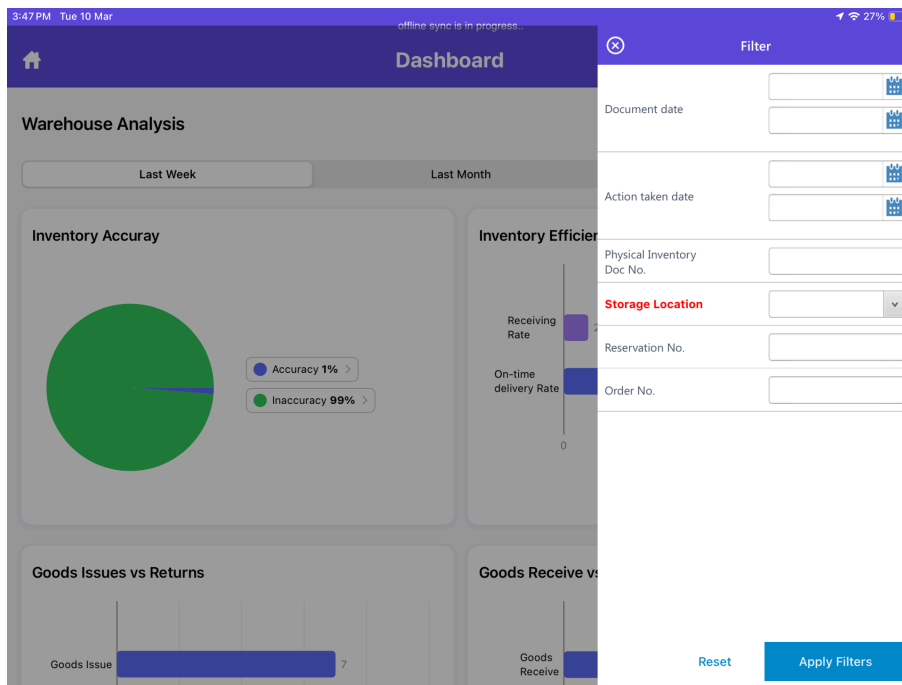 3:47 PM Tue 10 Mar
27%
offline sync is in progress..
Dashboard
Filter
Warehouse Analysis
Last Week
Last Month
Inventory Accuray
Accuracy 1%
Inaccuracy 99%
Inventory Efficien
Receiving
Rate
2
On-time
delivery Rate
0
Goods Issues vs Returns
Goods Issue
7
Goods Receive vs
Goods
Receive
Document date
Action taken date
Physical Inventory
Doc No.
Storage Location
Reservation No.
Order No.
Reset
Apply Filters